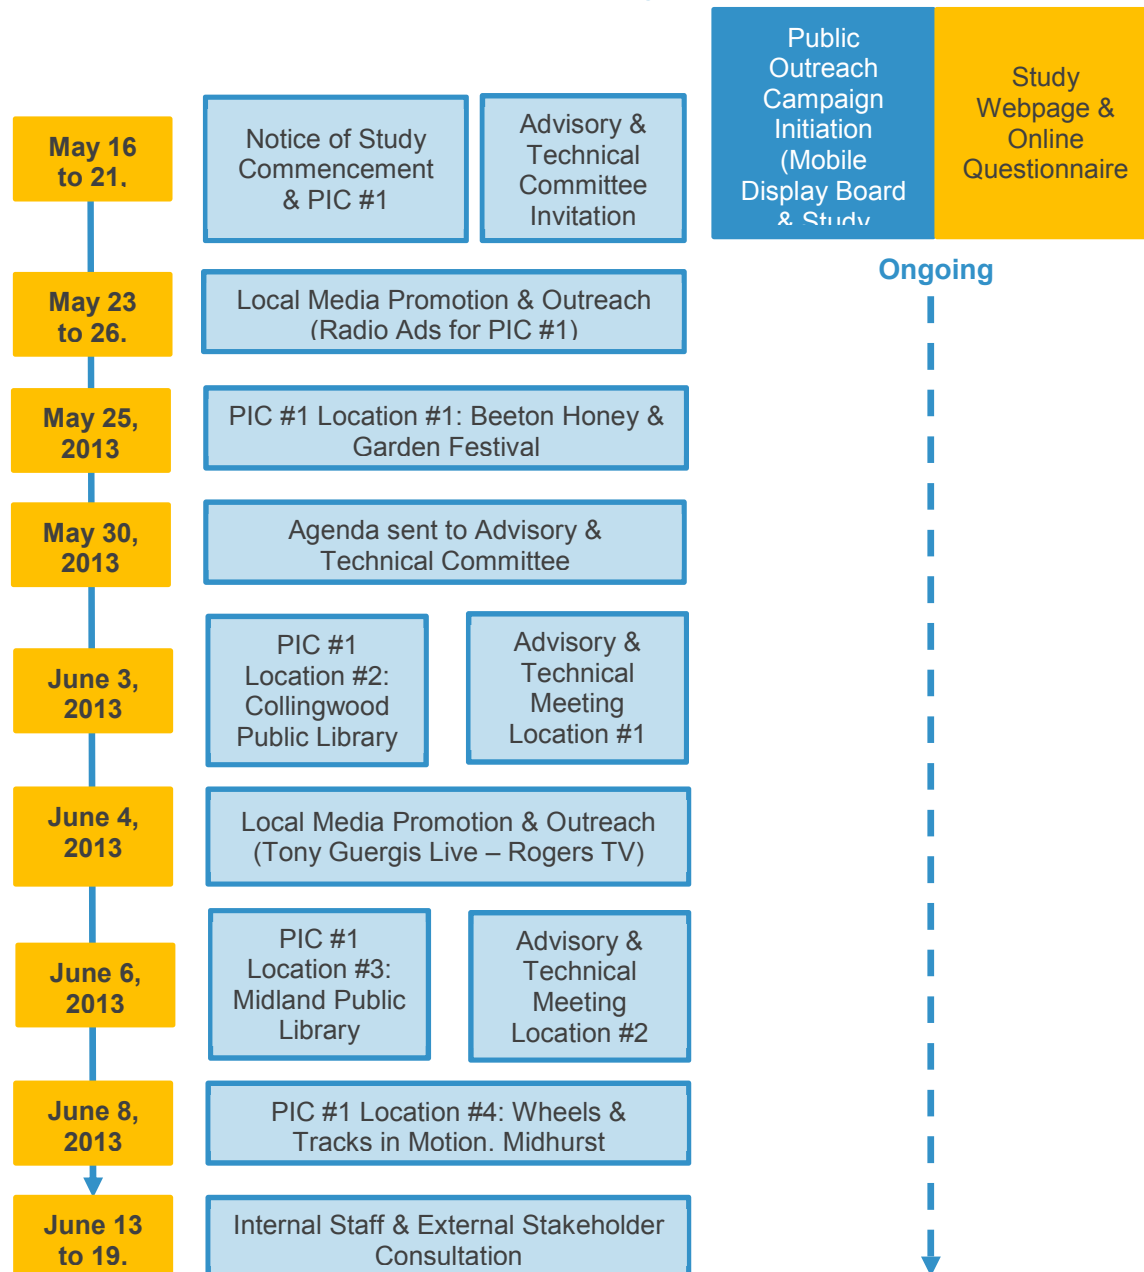 Public
Outreach
Campaign
Initiation
(Mobile
Display Board
& Study
Study
Webpage &
Online
Questionnaire
May 16
to 21,
Notice of Study
Commencement
& PIC #1
Advisory &
Technical
Committee
Invitation
Ongoing
May 23
to 26,
Local Media Promotion & Outreach
(Radio Ads for PIC #1)
May 25,
2013
PIC #1 Location #1: Beeton Honey &
Garden Festival
May 30,
2013
Agenda sent to Advisory &
Technical Committee
June 3,
2013
PIC #1
Location #2:
Collingwood
Public Library
Advisory &
Technical
Meeting
Location #1
June 4,
2013
Local Media Promotion & Outreach
(Tony Guergis Live – Rogers TV)
June 6,
2013
PIC #1
Location #3:
Midland Public
Library
Advisory &
Technical
Meeting
Location #2
June 8,
2013
PIC #1 Location #4: Wheels &
Tracks in Motion, Midhurst
June 13
to 19,
Internal Staff & External Stakeholder
Consultation